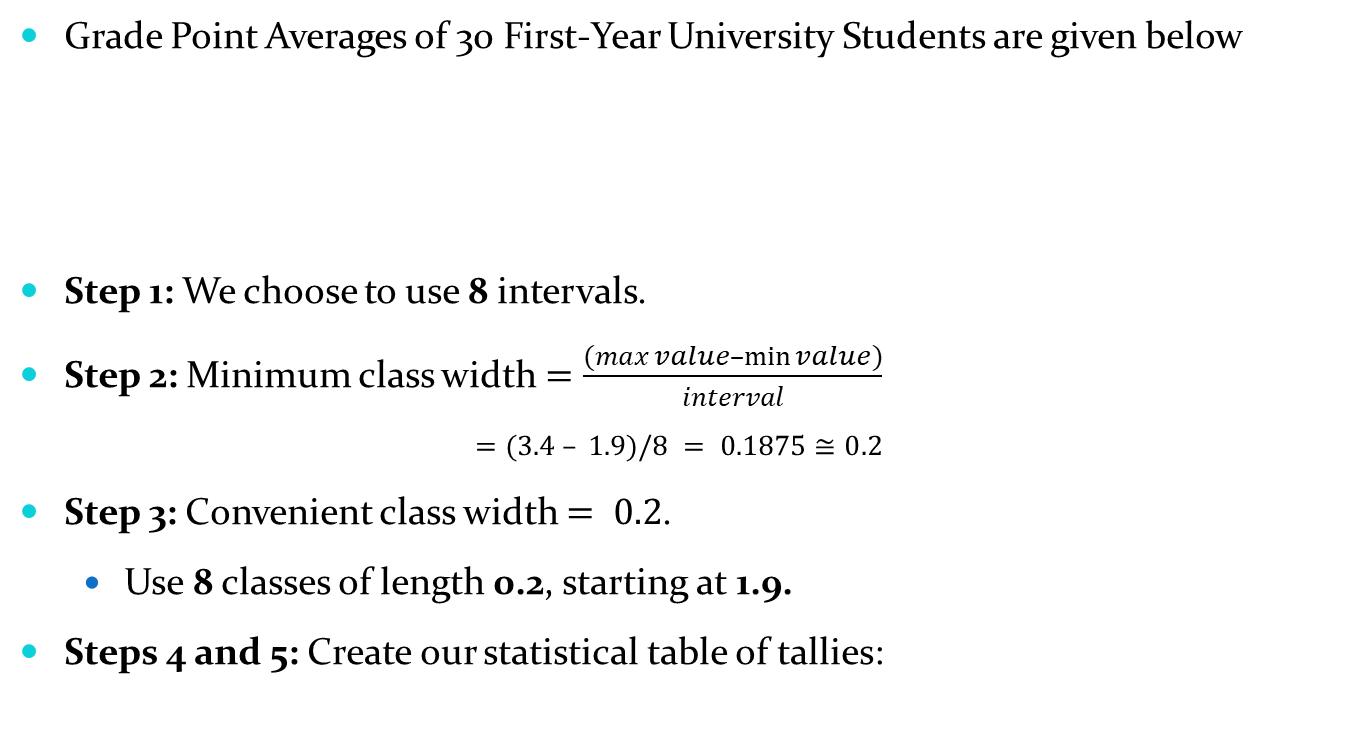 • Grade Point Averages of 30 First-Year University Students are given below
• Step 1: We choose to use 8 intervals.
• Step 2: Minimum class width = (max value–min value) / interval
= (3.4 – 1.9)/8 = 0.1875 ≅ 0.2
• Step 3: Convenient class width = 0.2.
• Use 8 classes of length 0.2, starting at 1.9.
• Steps 4 and 5: Create our statistical table of tallies: